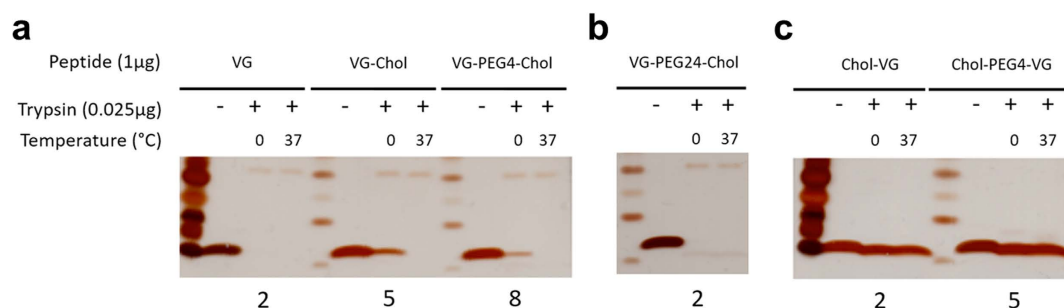 a
b
c
Peptide (1µg) VG VG-Chol VG-PEG4-Chol VG-PEG24-Chol Chol-VG Chol-PEG4-VG
Trypsin (0.025µg) - + + - + + - + + - + + - + + - + +
Temperature (°C) 0 37 0 37 0 37 0 37 0 37 0 37
2 5 8 2 2 5